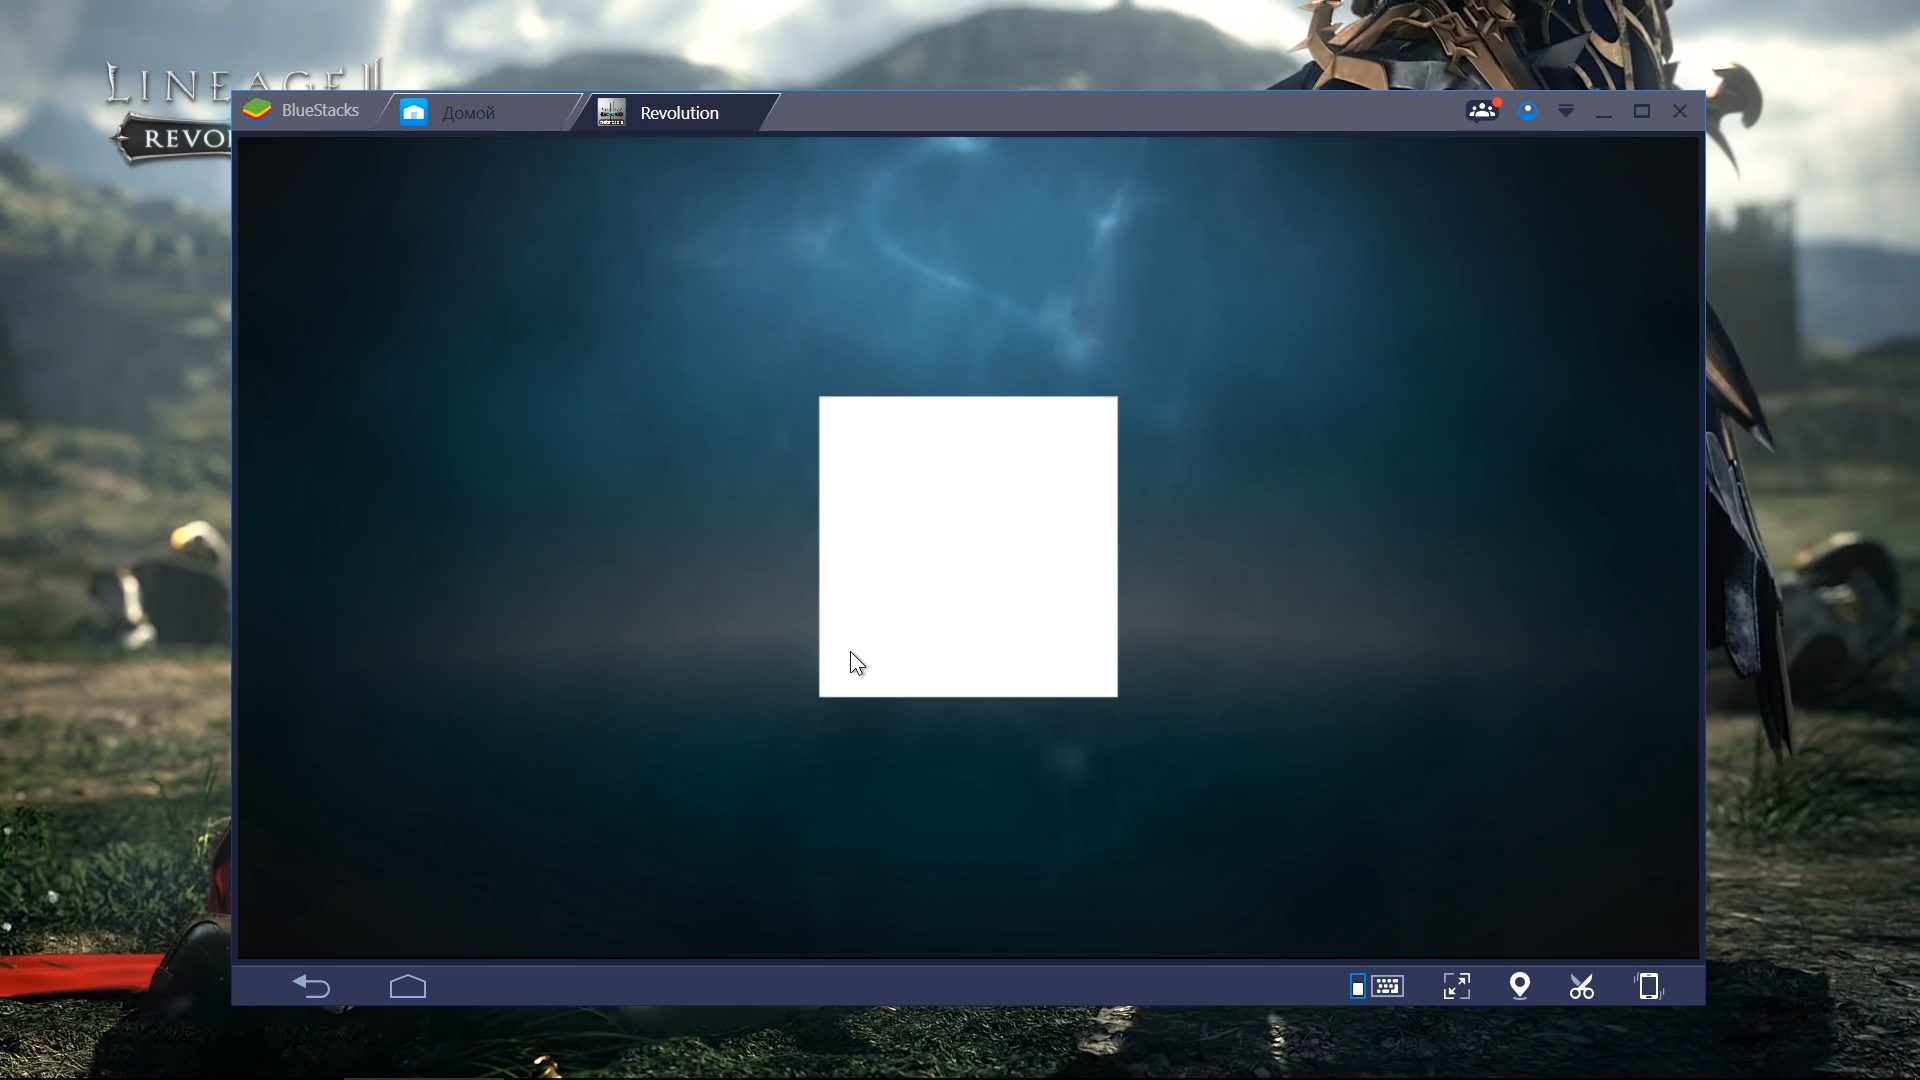 LINEAGE II
REVO
BlueStacks
Домой
Revolution